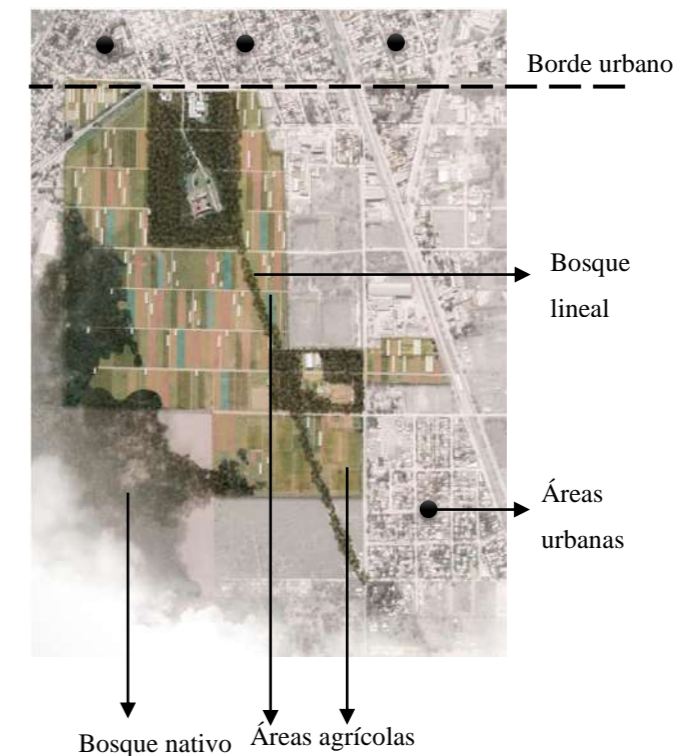 Borde urbano
Bosque
lineal
Áreas
urbanas
Bosque nativo
Áreas agrícolas